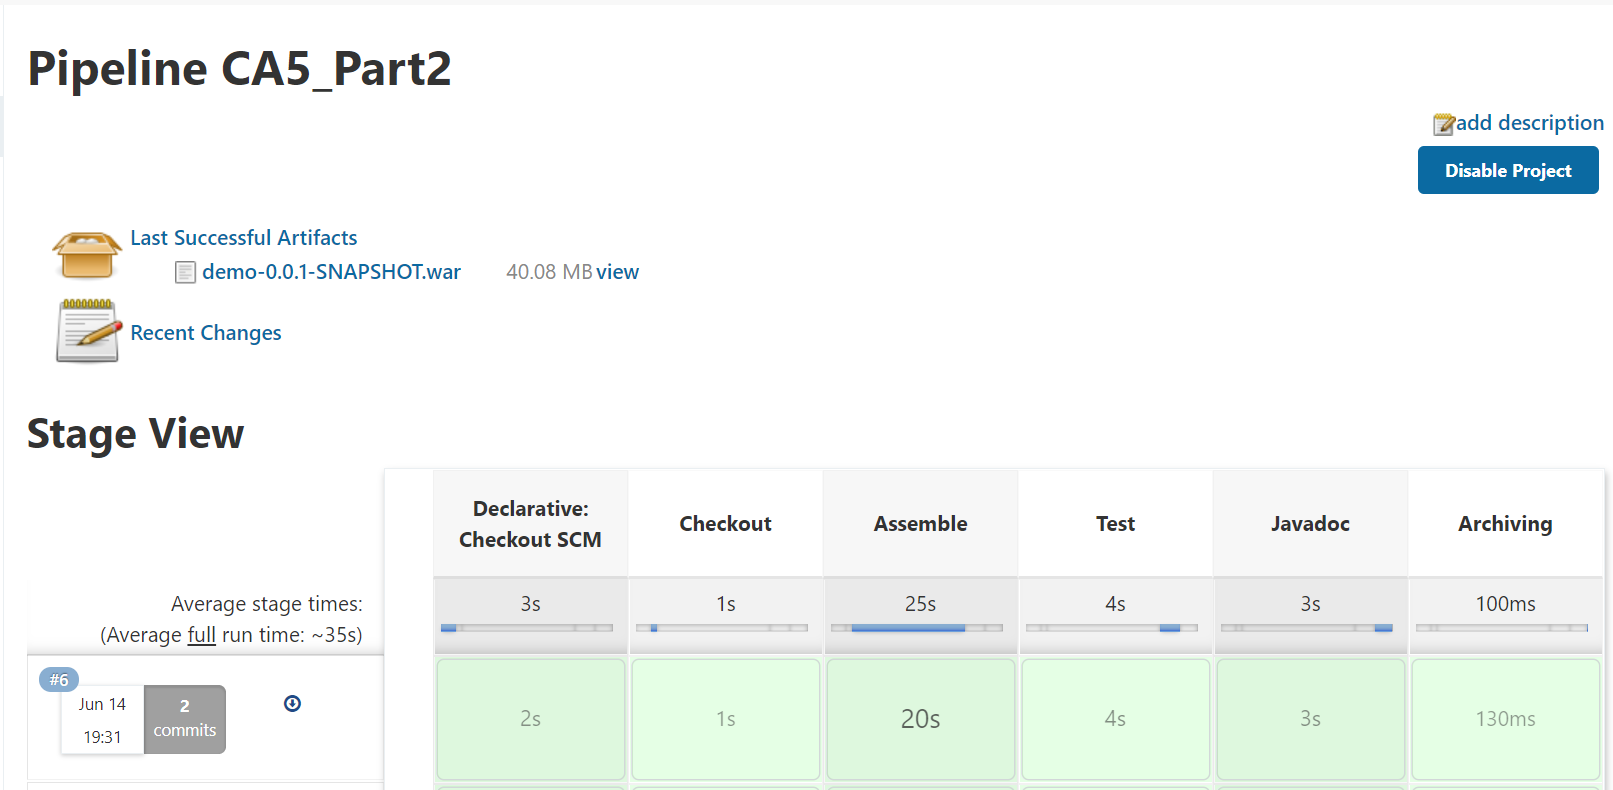 Pipeline CA5_Part2
add description
Disable Project
Last Successful Artifacts
demo-0.0.1-SNAPSHOT.war 40.08 MB view
Recent Changes
Stage View
Declarative:
Checkout SCM
Checkout
Assemble
Test
Javadoc
Archiving
Average stage times:
(Average full run time: ~35s)
3s
1s
25s
4s
3s
100ms
#6
Jun 14
19:31
2
commits
2s
1s
20s
4s
3s
130ms